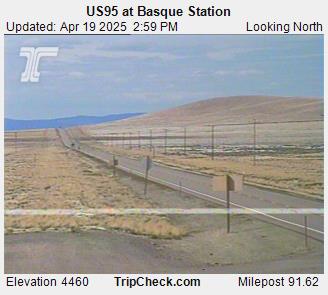 US95 at Basque Station
Updated: Apr 19 2025 2:59 PM Looking North
Elevation 4460 TripCheck.com Milepost 91.62